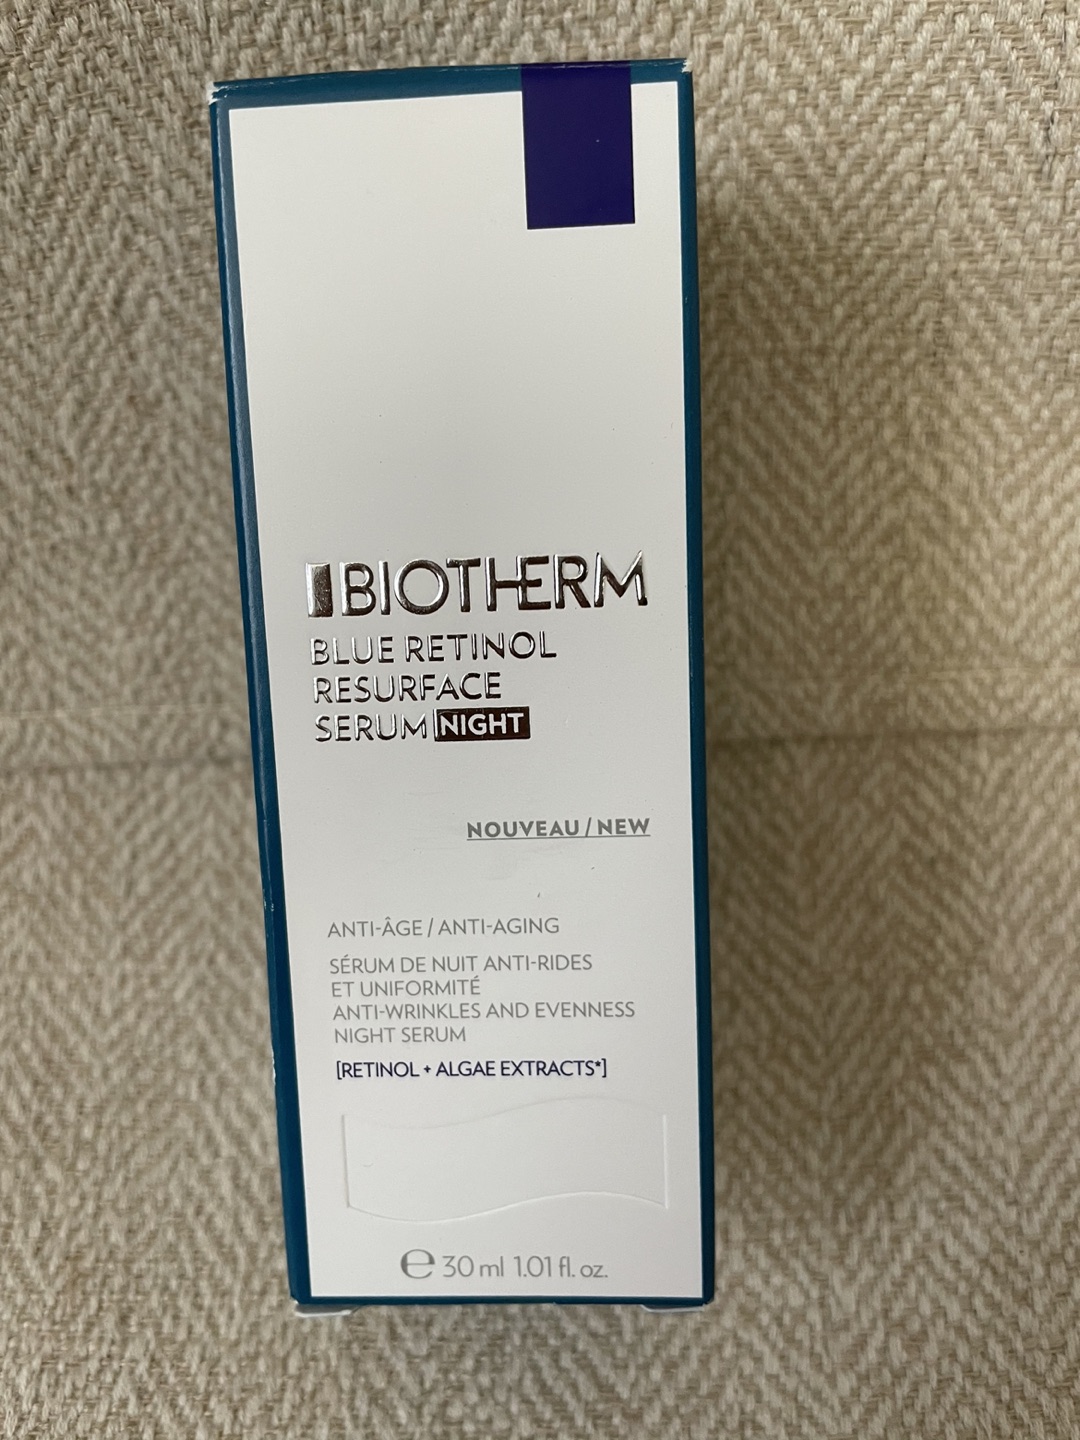 BIOTHERM
BLUE RETINOL
RESURFACE
SERUM NIGHT
NOUVEAU / NEW
ANTI-ÂGE / ANTI-AGING
SÉRUM DE NUIT ANTI-RIDES
ET UNIFORMITÉ
ANTI-WRINKLES AND EVENNESS
NIGHT SERUM
[RETINOL + ALGAE EXTRACTS*]
℮ 30 ml 1.01 fl. oz.